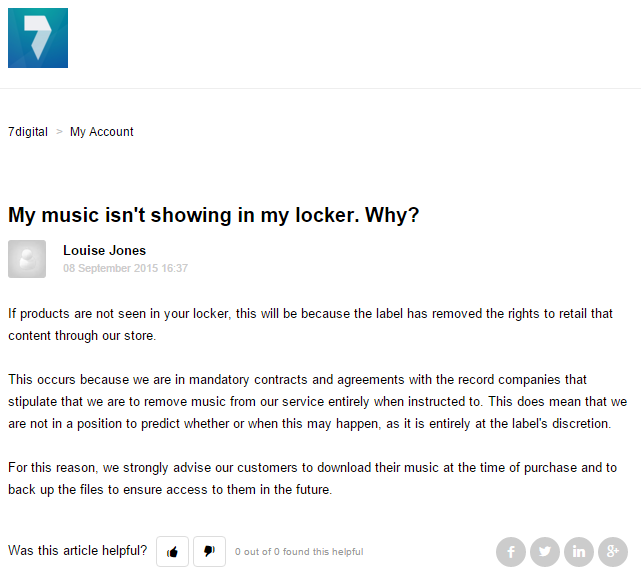 7digital > My Account
My music isn't showing in my locker. Why?
Louise Jones
08 September 2015 16:37
If products are not seen in your locker, this will be because the label has removed the rights to retail that
content through our store.
This occurs because we are in mandatory contracts and agreements with the record companies that
stipulate that we are to remove music from our service entirely when instructed to. This does mean that we
are not in a position to predict whether or when this may happen, as it is entirely at the label's discretion.
For this reason, we strongly advise our customers to download their music at the time of purchase and to
back up the files to ensure access to them in the future.
Was this article helpful? 0 out of 0 found this helpful f in g+